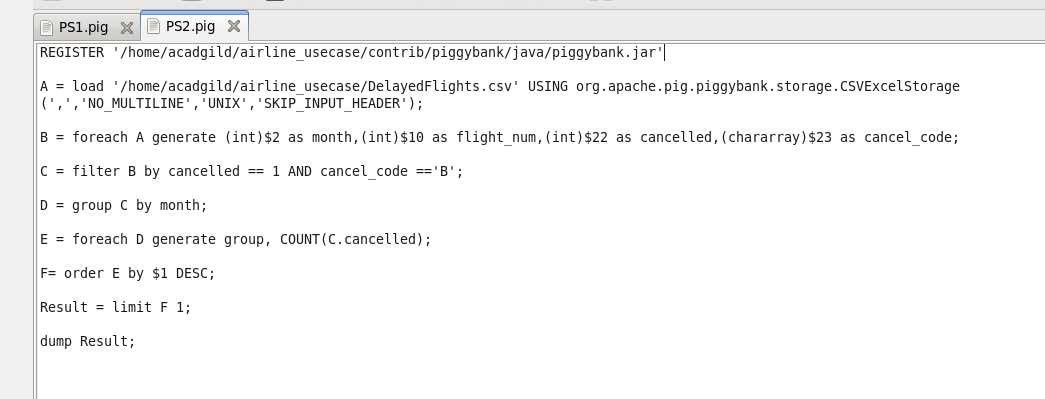 PS1.pig PS2.pig
REGISTER '/home/acadgild/airline_usecase/contrib/piggybank/java/piggybank.jar'
A = load '/home/acadgild/airline_usecase/DelayedFlights.csv' USING org.apache.pig.piggybank.storage.CSVExcelStorage
(',','NO_MULTILINE','UNIX','SKIP_INPUT_HEADER');
B = foreach A generate (int)$2 as month,(int)$10 as flight_num,(int)$22 as cancelled,(chararray)$23 as cancel_code;
C = filter B by cancelled == 1 AND cancel_code =='B';
D = group C by month;
E = foreach D generate group, COUNT(C.cancelled);
F= order E by $1 DESC;
Result = limit F 1;
dump Result;